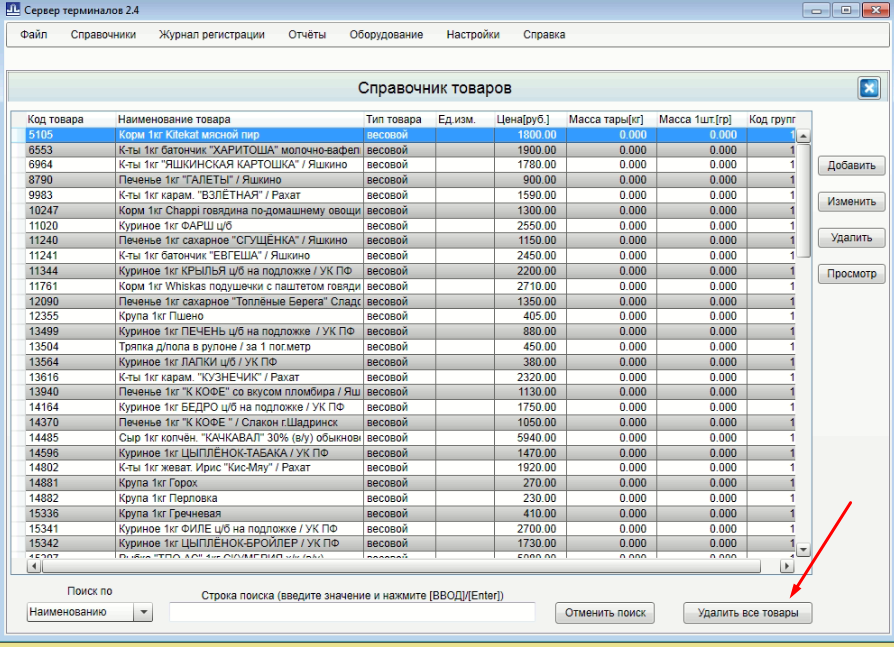 Сервер терминалов 2.4
Файл Справочники Журнал регистрации Отчёты Оборудование Настройки Справка
Справочник товаров
Код товара Наименование товара Тип товара Ед.изм. Цена[руб.] Масса тары[кг] Масса 1шт.[гр] Код групп
5105 Корм 1кг Kitekat мясной пир весовой 1800.00 0.000 0.000 1
6553 К-ты 1кг батончик "ХАРИТОША" молочно-вафел весовой 1900.00 0.000 0.000 1
6964 К-ты 1кг "ЯШКИНСКАЯ КАРТОШКА" / Яшкино весовой 1780.00 0.000 0.000 1
8790 Печенье 1кг "ГАЛЕТЫ" / Яшкино весовой 900.00 0.000 0.000 1
9983 К-ты 1кг карам. "ВЗЛЁТНАЯ" / Рахат весовой 1590.00 0.000 0.000 1
10247 Корм 1кг Chappi говядина по-домашнему овощи весовой 1300.00 0.000 0.000 1
11020 Куриное 1кг ФАРШ ц/б весовой 2550.00 0.000 0.000 1
11240 Печенье 1кг сахарное "СГУЩЁНКА" / Яшкино весовой 1150.00 0.000 0.000 1
11241 К-ты 1кг батончик "ЕВГЕША" / Яшкино весовой 2450.00 0.000 0.000 1
11344 Куриное 1кг КРЫЛЬЯ ц/б на подложке / УК ПФ весовой 2200.00 0.000 0.000 1
11761 Корм 1кг Whiskas подушечки с паштетом говяди весовой 2710.00 0.000 0.000 1
12090 Печенье 1кг сахарное "Топлёные Берега" Сладо весовой 1350.00 0.000 0.000 1
12355 Крупа 1кг Пшено весовой 405.00 0.000 0.000 1
13499 Куриное 1кг ПЕЧЕНЬ ц/б на подложке / УК ПФ весовой 880.00 0.000 0.000 1
13504 Тряпка д/пола в рулоне / за 1 пог.метр весовой 450.00 0.000 0.000 1
13564 Куриное 1кг ЛАПКИ ц/б / УК ПФ весовой 380.00 0.000 0.000 1
13616 К-ты 1кг карам. "КУЗНЕЧИК" / Рахат весовой 2320.00 0.000 0.000 1
13940 Печенье 1кг "К КОФЕ" со вкусом пломбира / Яш весовой 1130.00 0.000 0.000 1
14164 Куриное 1кг БЕДРО ц/б на подложке / УК ПФ весовой 1750.00 0.000 0.000 1
14370 Печенье 1кг "К КОФЕ " / Слакон г.Шадринск весовой 1050.00 0.000 0.000 1
14485 Сыр 1кг копчён. "КАЧКАВАЛ" 30% (в/у) обыкнов весовой 5940.00 0.000 0.000 1
14596 Куриное 1кг ЦЫПЛЁНОК-ТАБАКА / УК ПФ весовой 1470.00 0.000 0.000 1
14802 К-ты 1кг жеват. Ирис "Кис-Мяу" / Рахат весовой 1920.00 0.000 0.000 1
14881 Крупа 1кг Горох весовой 270.00 0.000 0.000 1
14882 Крупа 1кг Перловка весовой 230.00 0.000 0.000 1
15336 Крупа 1кг Гречневая весовой 410.00 0.000 0.000 1
15341 Куриное 1кг ФИЛЕ ц/б на подложке / УК ПФ весовой 2700.00 0.000 0.000 1
15342 Куриное 1кг ЦЫПЛЁНОК-БРОЙЛЕР / УК ПФ весовой 1730.00 0.000 0.000 1
Добавить
Изменить
Удалить
Просмотр
Поиск по Строка поиска (введите значение и нажмите [ВВОД]/[Enter])
Наименованию Отменить поиск Удалить все товары